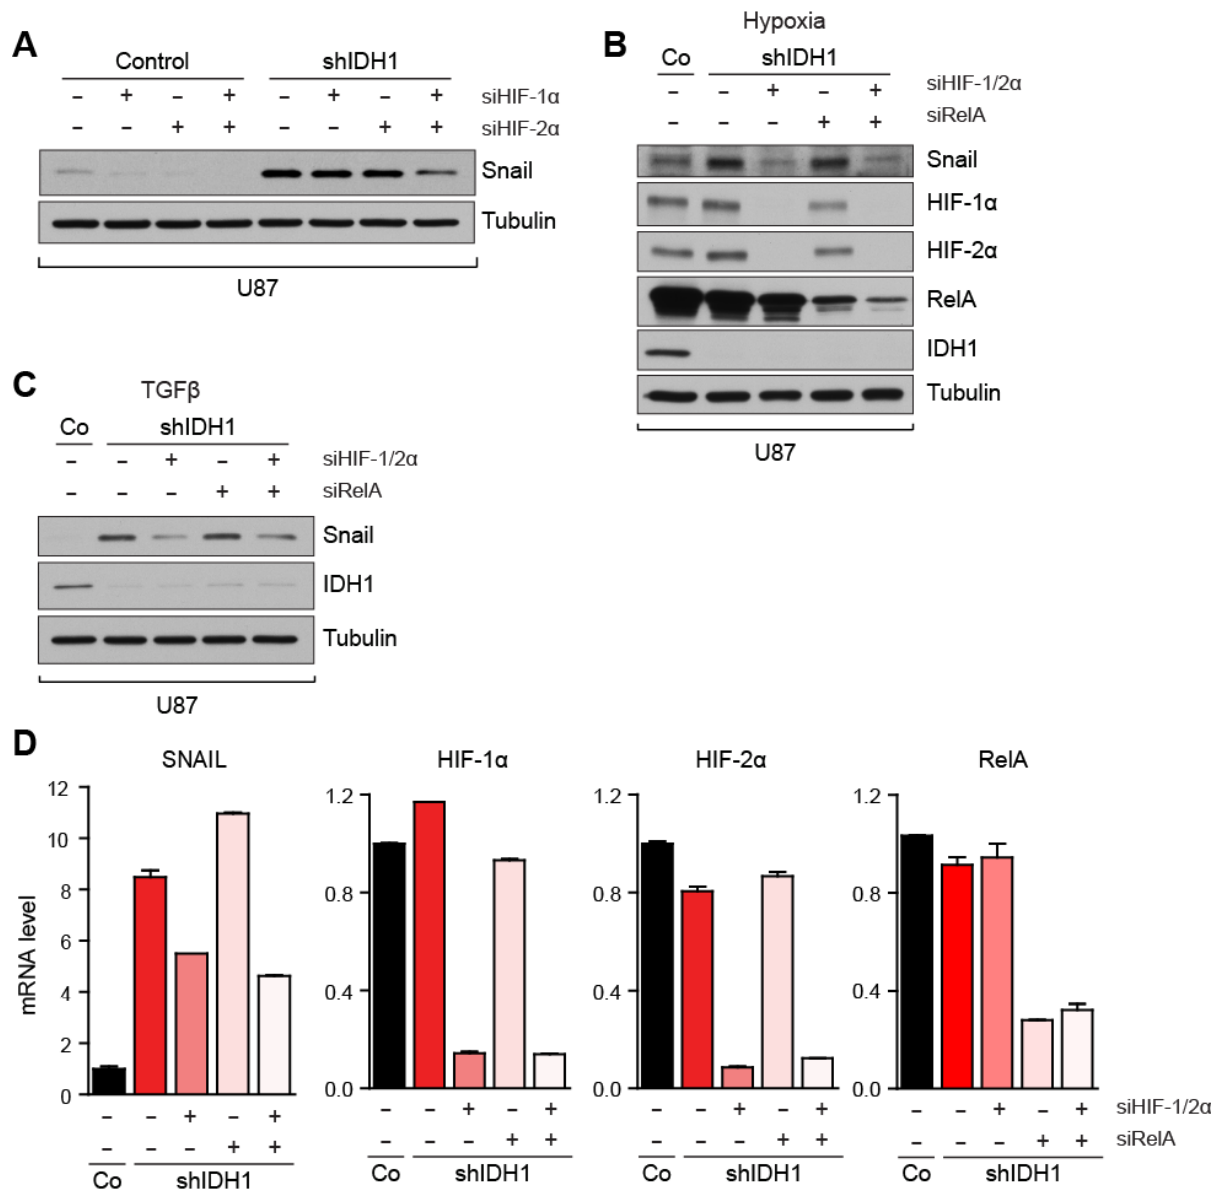 A
Control shIDH1
– + – + – + – + siHIF-1α
– – + + – – + + siHIF-2α
Snail
Tubulin
U87
B
Hypoxia
Co shIDH1
– – + – + siHIF-1/2α
– – – + + siRelA
Snail
HIF-1α
HIF-2α
RelA
IDH1
Tubulin
U87
C
TGFβ
Co shIDH1
– – + – + siHIF-1/2α
– – – + + siRelA
Snail
IDH1
Tubulin
U87
D
SNAIL
mRNA level
12
10
8
6
4
2
0
– – + – +
– – – + +
Co shIDH1
HIF-1α
1.2
0.8
0.4
0.0
– – + – +
– – – + +
Co shIDH1
HIF-2α
1.2
0.8
0.4
0.0
– – + – +
– – – + +
Co shIDH1
RelA
1.2
0.8
0.4
0.0
– – + – + siHIF-1/2α
– – – + + siRelA
Co shIDH1